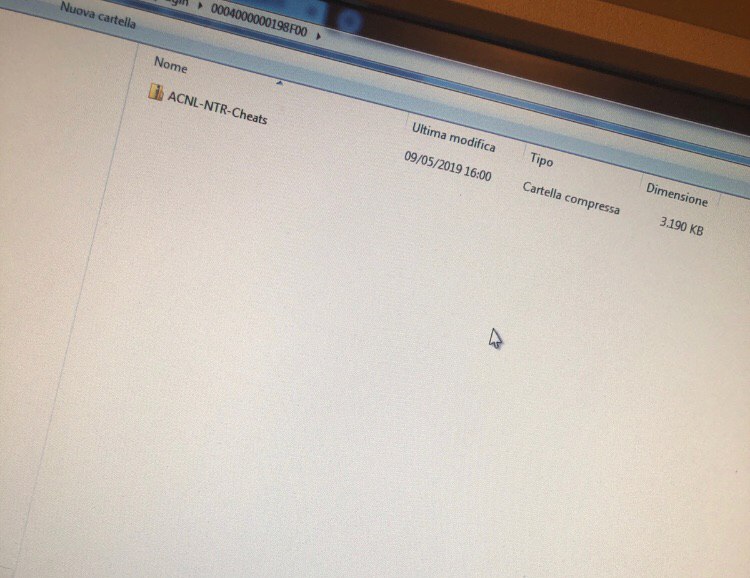 0004000000198F00
Nuova cartella
Nome
Ultima modifica
Tipo
Dimensione
ACNL-NTR-Cheats
09/05/2019 16:00
Cartella compressa
3.190 KB